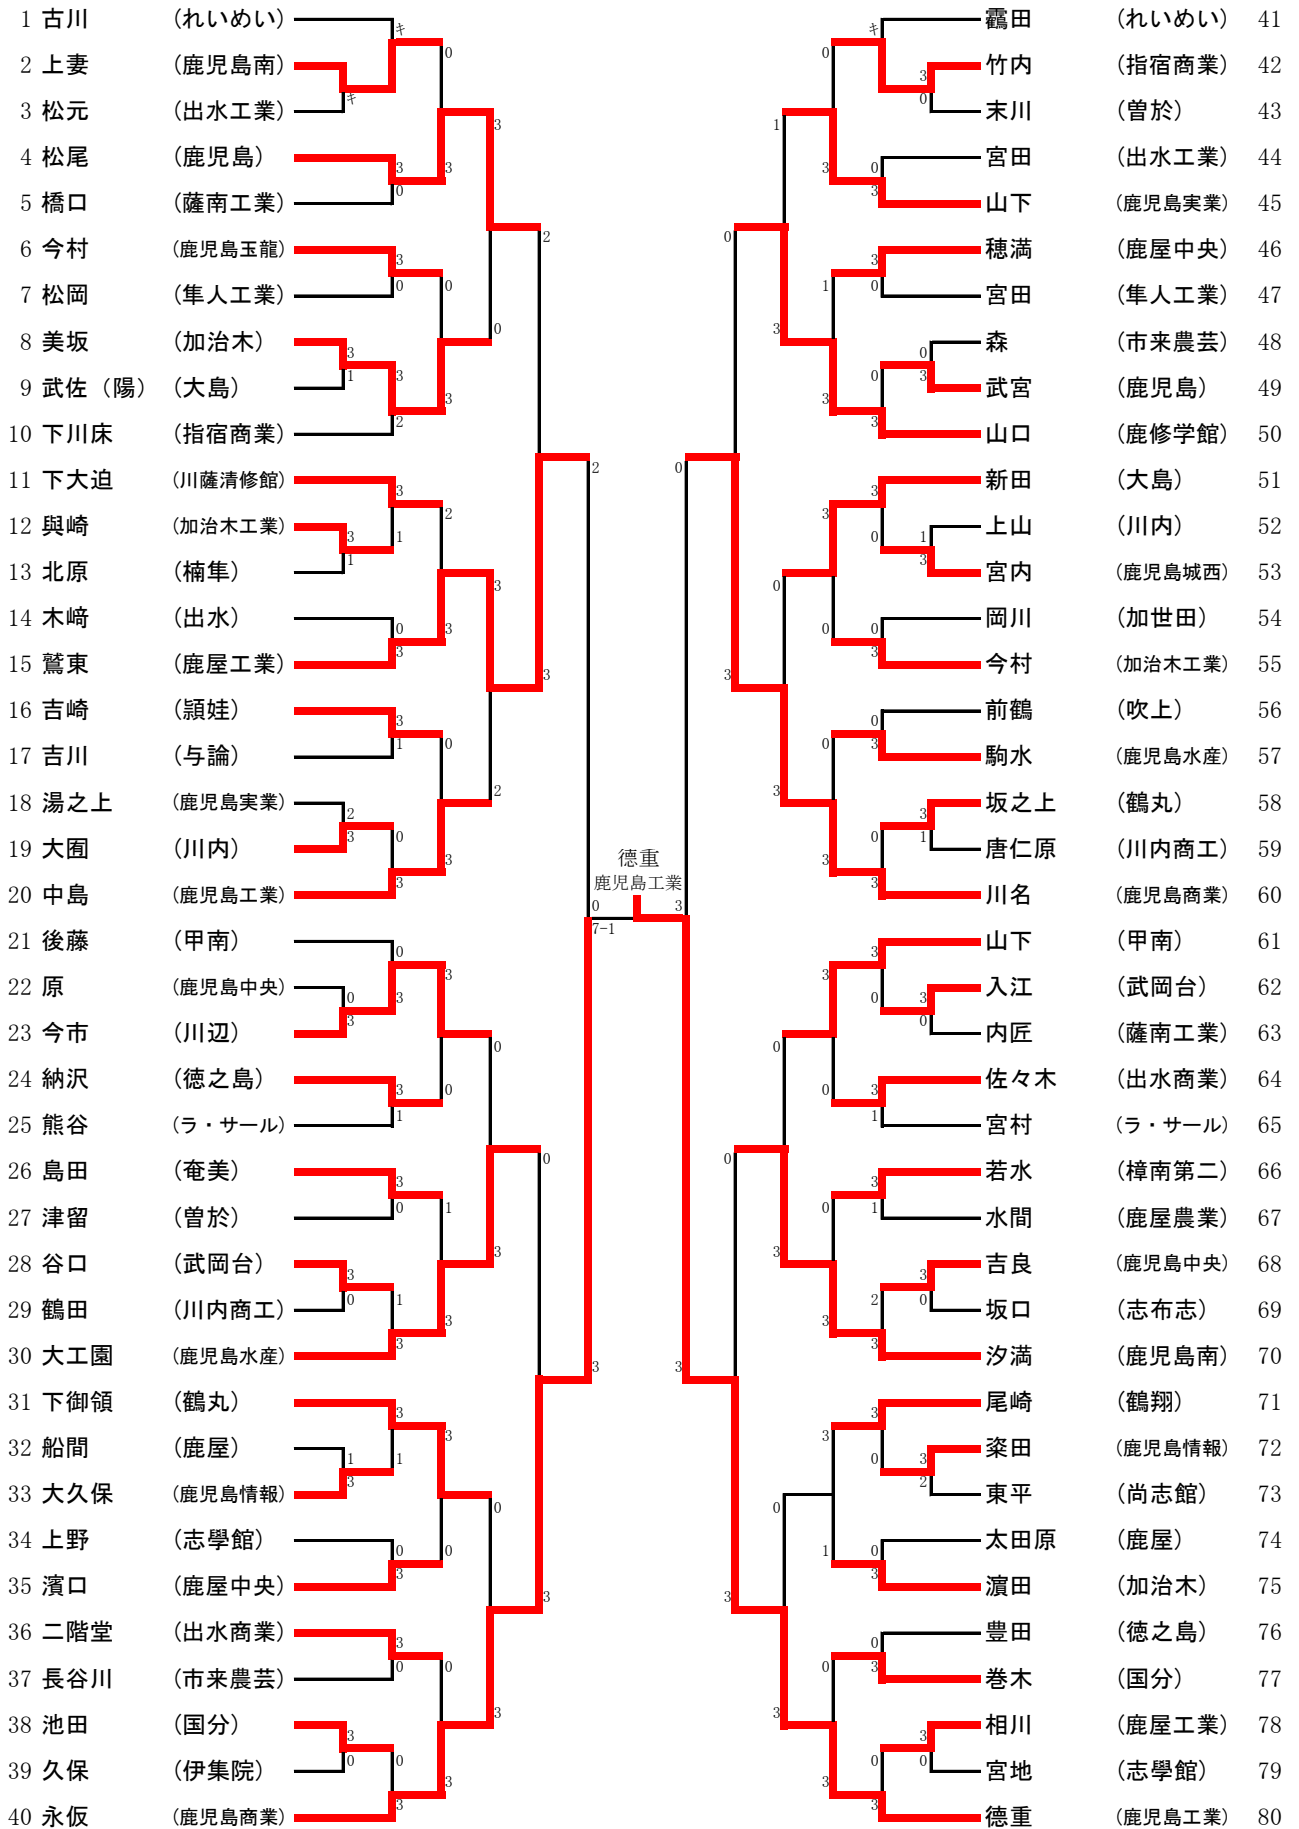 1 古川 (れいめい)
2 上妻 (鹿児島南)
3 松元 (出水工業)
4 松尾 (鹿児島)
5 橋口 (薩南工業)
6 今村 (鹿児島玉龍)
7 松岡 (隼人工業)
8 美坂 (加治木)
9 武佐（陽） (大島)
10 下川床 (指宿商業)
11 下大迫 (川薩清修館)
12 與崎 (加治木工業)
13 北原 (楠隼)
14 木﨑 (出水)
15 鷲東 (鹿屋工業)
16 吉崎 (頴娃)
17 吉川 (与論)
18 湯之上 (鹿児島実業)
19 大囿 (川内)
20 中島 (鹿児島工業)
21 後藤 (甲南)
22 原 (鹿児島中央)
23 今市 (川辺)
24 納沢 (徳之島)
25 熊谷 (ラ・サール)
26 島田 (奄美)
27 津留 (曽於)
28 谷口 (武岡台)
29 鶴田 (川内商工)
30 大工園 (鹿児島水産)
31 下御領 (鶴丸)
32 船間 (鹿屋)
33 大久保 (鹿児島情報)
34 上野 (志學館)
35 濱口 (鹿屋中央)
36 二階堂 (出水商業)
37 長谷川 (市来農芸)
38 池田 (国分)
39 久保 (伊集院)
40 永仮 (鹿児島商業)
德重
鹿児島工業
0 3
7-1
靍田 (れいめい) 41
竹内 (指宿商業) 42
末川 (曽於) 43
宮田 (出水工業) 44
山下 (鹿児島実業) 45
穂満 (鹿屋中央) 46
宮田 (隼人工業) 47
森 (市来農芸) 48
武宮 (鹿児島) 49
山口 (鹿修学館) 50
新田 (大島) 51
上山 (川内) 52
宮内 (鹿児島城西) 53
岡川 (加世田) 54
今村 (加治木工業) 55
前鶴 (吹上) 56
駒水 (鹿児島水産) 57
坂之上 (鶴丸) 58
唐仁原 (川内商工) 59
川名 (鹿児島商業) 60
山下 (甲南) 61
入江 (武岡台) 62
内匠 (薩南工業) 63
佐々木 (出水商業) 64
宮村 (ラ・サール) 65
若水 (樟南第二) 66
水間 (鹿屋農業) 67
吉良 (鹿児島中央) 68
坂口 (志布志) 69
汐満 (鹿児島南) 70
尾崎 (鶴翔) 71
楽田 (鹿児島情報) 72
東平 (尚志館) 73
太田原 (鹿屋) 74
濵田 (加治木) 75
豊田 (徳之島) 76
巻木 (国分) 77
相川 (鹿屋工業) 78
宮地 (志學館) 79
德重 (鹿児島工業) 80